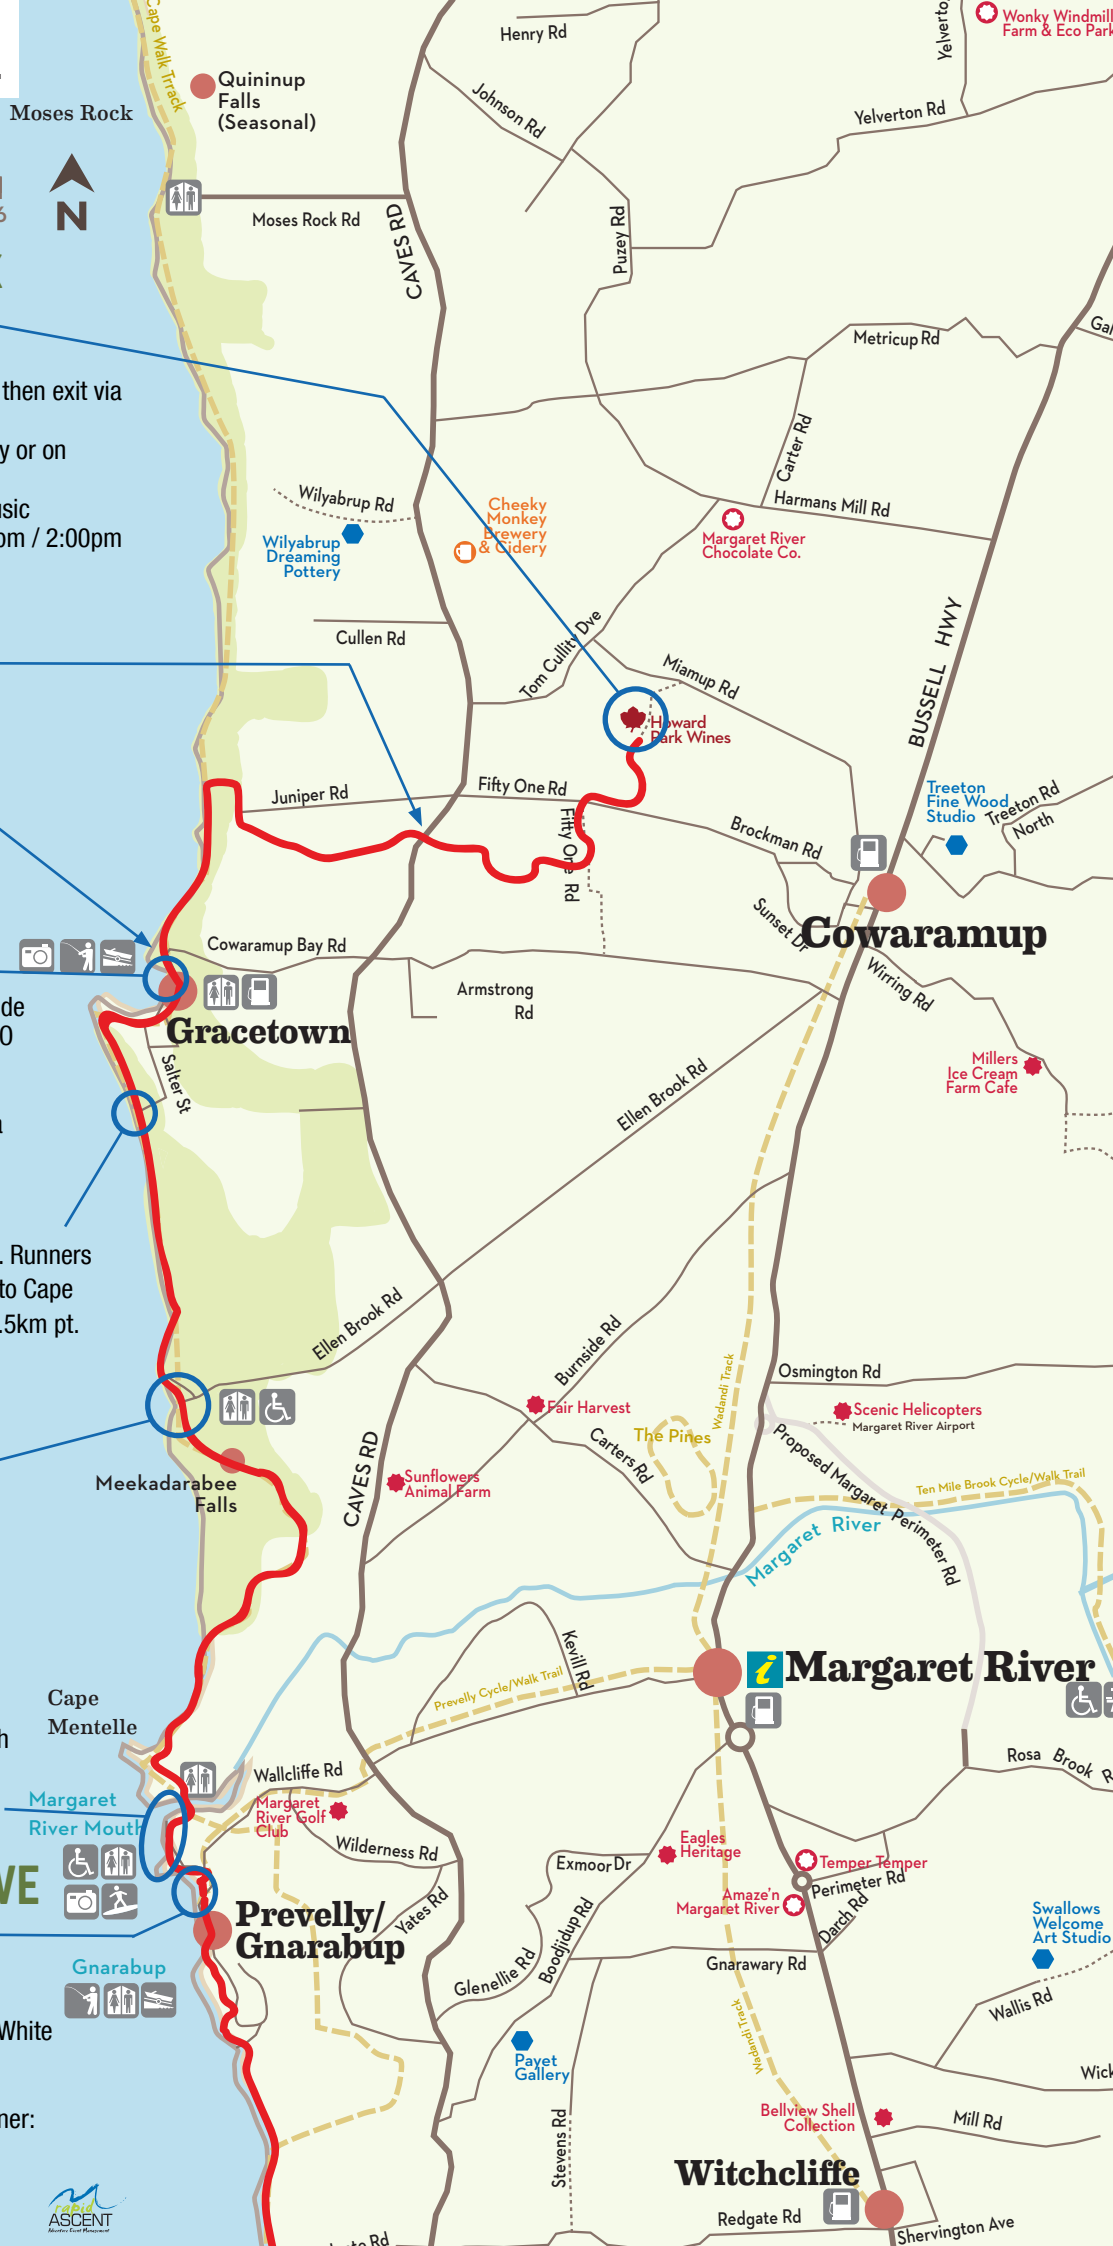 Wonky Windmill
Farm & Eco Park
Henry Rd
Cape Walk Trrack
Quininup
Falls
(Seasonal)
Moses Rock
Johnson Rd
Yelverton Rd
N
Moses Rock Rd
CAVES RD
Puzey Rd
Metricup Rd
then exit via
y or on
usic
pm / 2:00pm
Carter Rd
Harmans Mill Rd
Wilyabrup Rd
Cheeky
Monkey
Brewery
& Cidery
Wilyabrup
Dreaming
Pottery
Margaret River
Chocolate Co.
Cullen Rd
Tom Cullity Dve
Miamup Rd
BUSSELL HWY
Howard
Park Wines
Juniper Rd
Fifty One Rd
Fifty One Rd
Brockman Rd
Treeton
Fine Wood
Studio
Treeton Rd
North
Sunset Dr
Cowaramup
Cowaramup Bay Rd
Wirring Rd
Armstrong
Rd
de
0
Gracetown
Salter St
Ellen Brook Rd
Millers
Ice Cream
Farm Cafe
a
. Runners
to Cape
.5km pt.
Ellen Brook Rd
Burnside Rd
Wadandi Track
Osmington Rd
Fair Harvest
Scenic Helicopters
Margaret River Airport
The Pines
Carters Rd
Proposed Margaret Perimeter Rd
CAVES RD
Sunflowers
Animal Farm
Meekadarabee
Falls
Ten Mile Brook Cycle/Walk Trail
Margaret River
Kevill Rd
i Margaret River
Prevelly Cycle/Walk Trail
Cape
Mentelle
h
Rosa Brook R
Wallcliffe Rd
Margaret
River Mouth
Margaret
River Golf
Club
Wilderness Rd
Exmoor Dr
Eagles
Heritage
Temper Temper
Perimeter Rd
VE
Amaze'n
Margaret River
Darch Rd
Prevelly/
Gnarabup
Yates Rd
Boodjidup Rd
Swallows
Welcome
Art Studio
Gnarabup
Glenellie Rd
Gnarawary Rd
Wallis Rd
White
Payet
Gallery
Wadandi Track
Wick
ner:
Bellview Shell
Collection
Mill Rd
Stevens Rd
Witchcliffe
rapid
ASCENT
Adventure Event Management
Redgate Rd
Shervington Ave